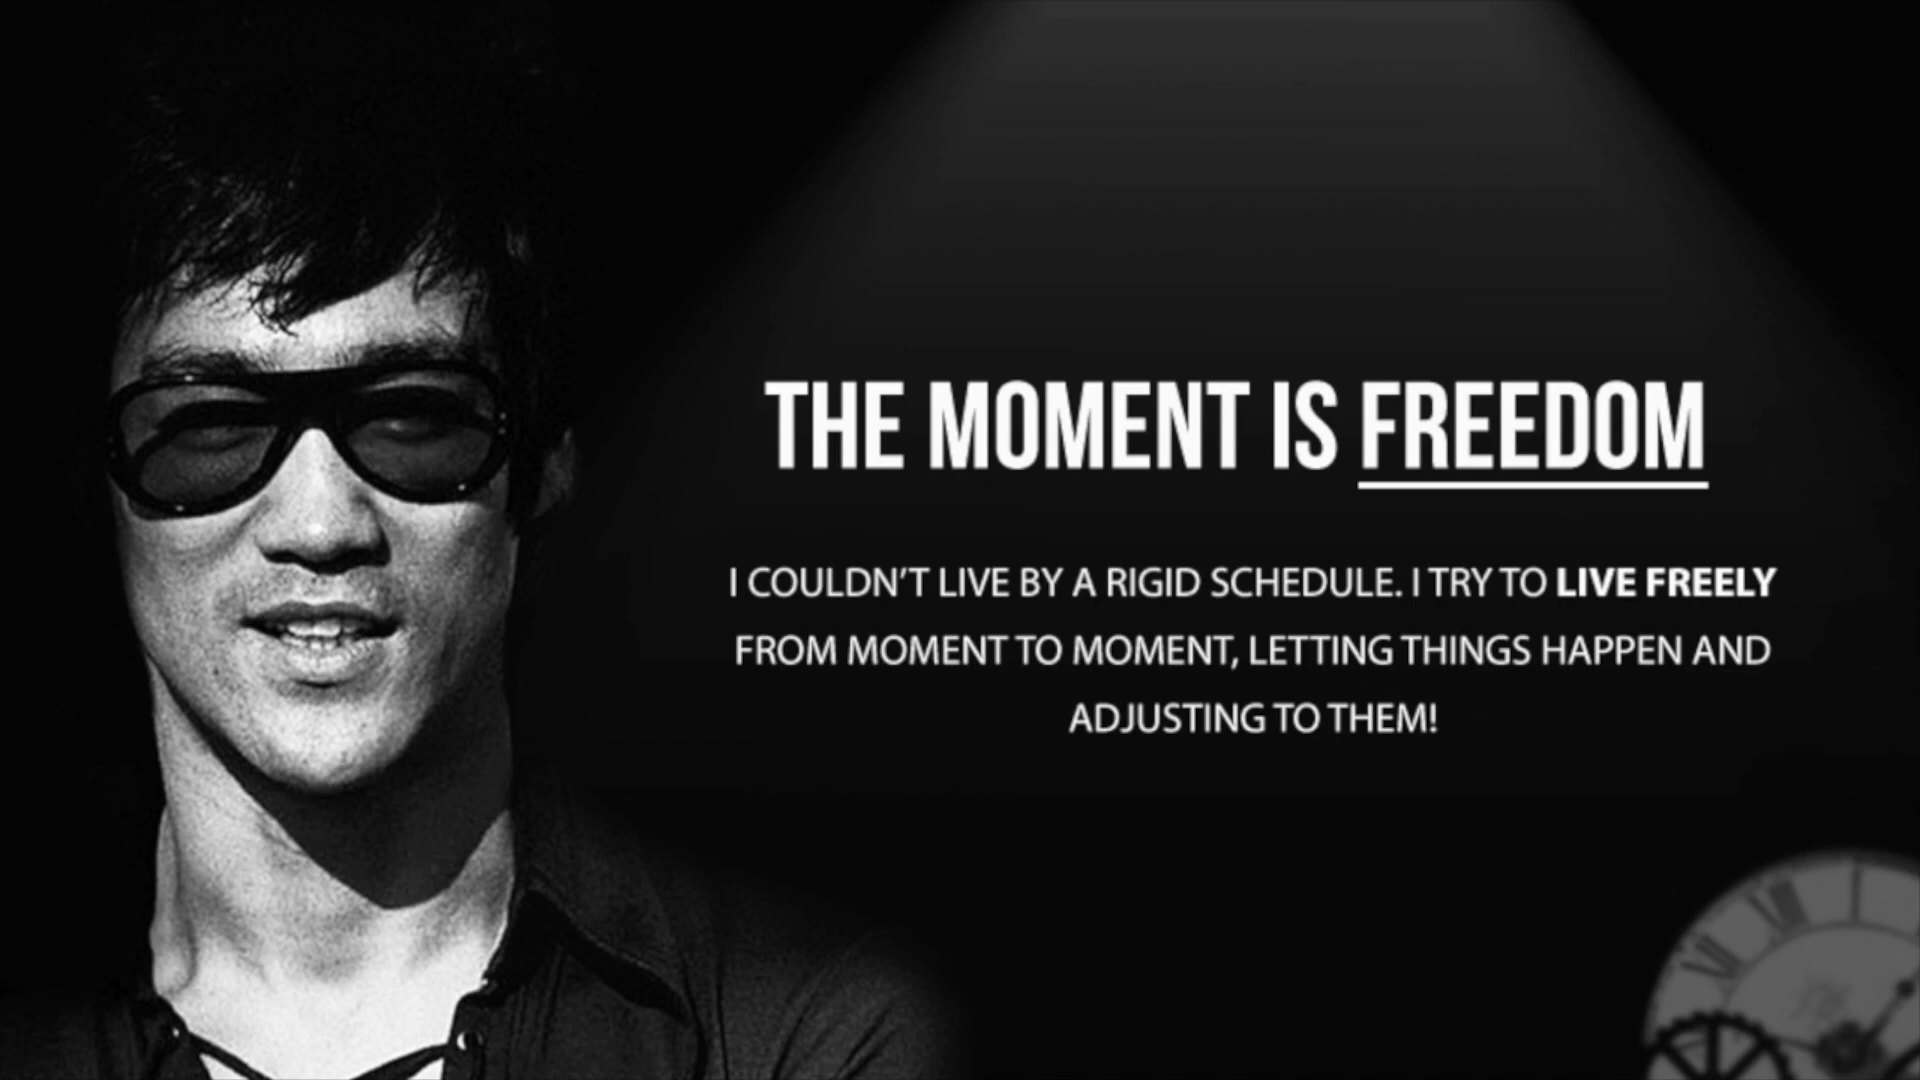 THE MOMENT IS FREEDOM
I COULDN'T LIVE BY A RIGID SCHEDULE. I TRY TO LIVE FREELY
FROM MOMENT TO MOMENT, LETTING THINGS HAPPEN AND
ADJUSTING TO THEM!